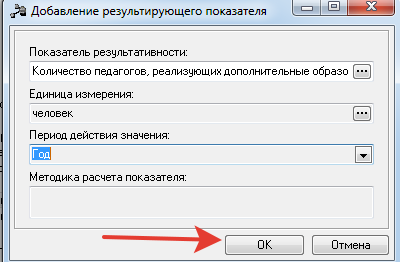 Добавление результирующего показателя
Показатель результативности:
Количество педагогов, реализующих дополнительные образо
Единица измерения:
человек
Период действия значения:
Год
Методика расчета показателя:
OK
Отмена